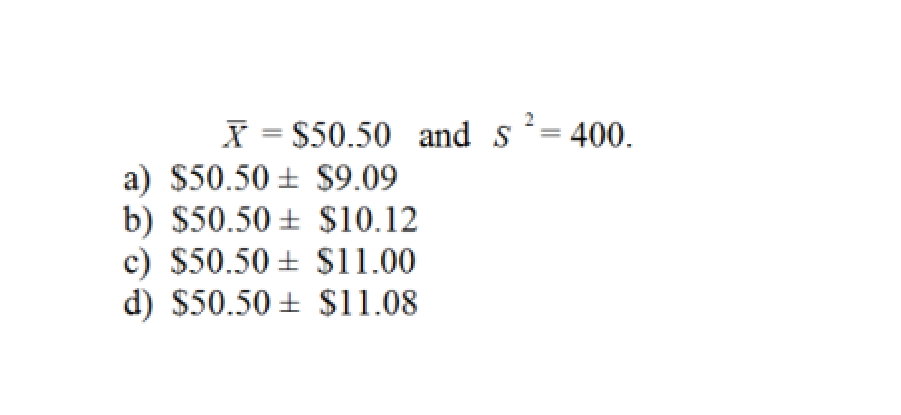 X̅ = $50.50 and s² = 400.
a) $50.50 ± $9.09
b) $50.50 ± $10.12
c) $50.50 ± $11.00
d) $50.50 ± $11.08